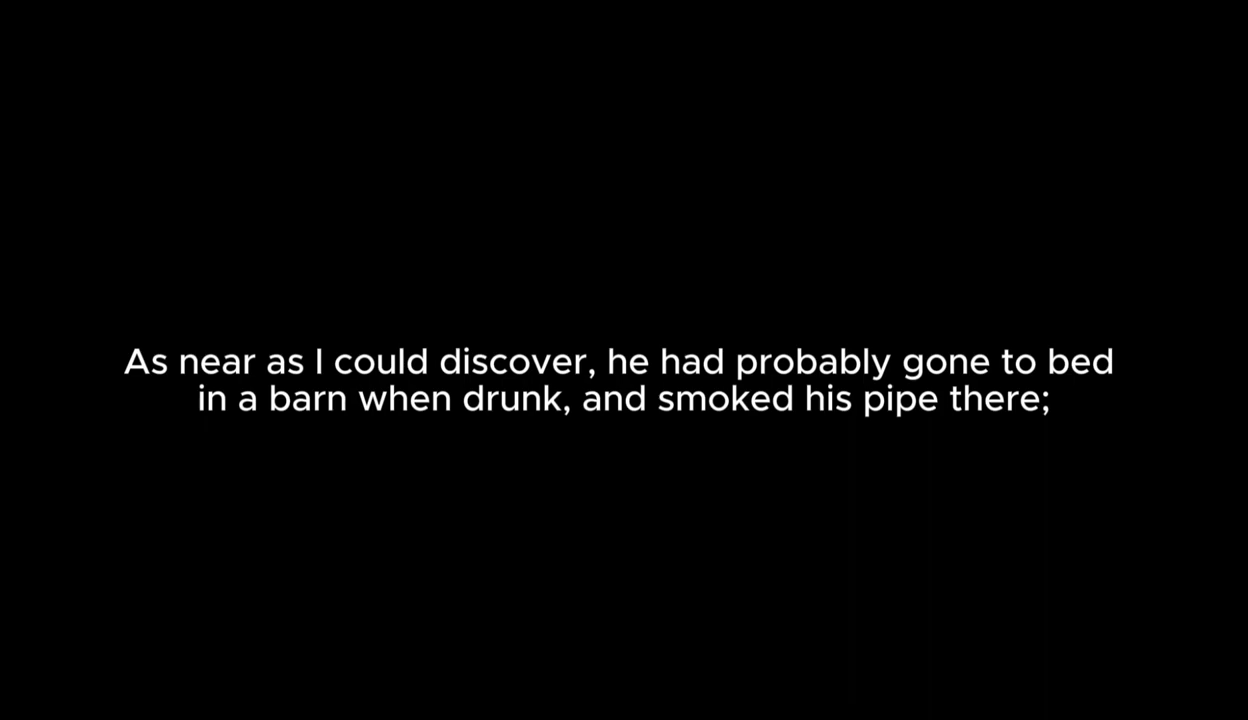 As near as I could discover, he had probably gone to bed
in a barn when drunk, and smoked his pipe there;